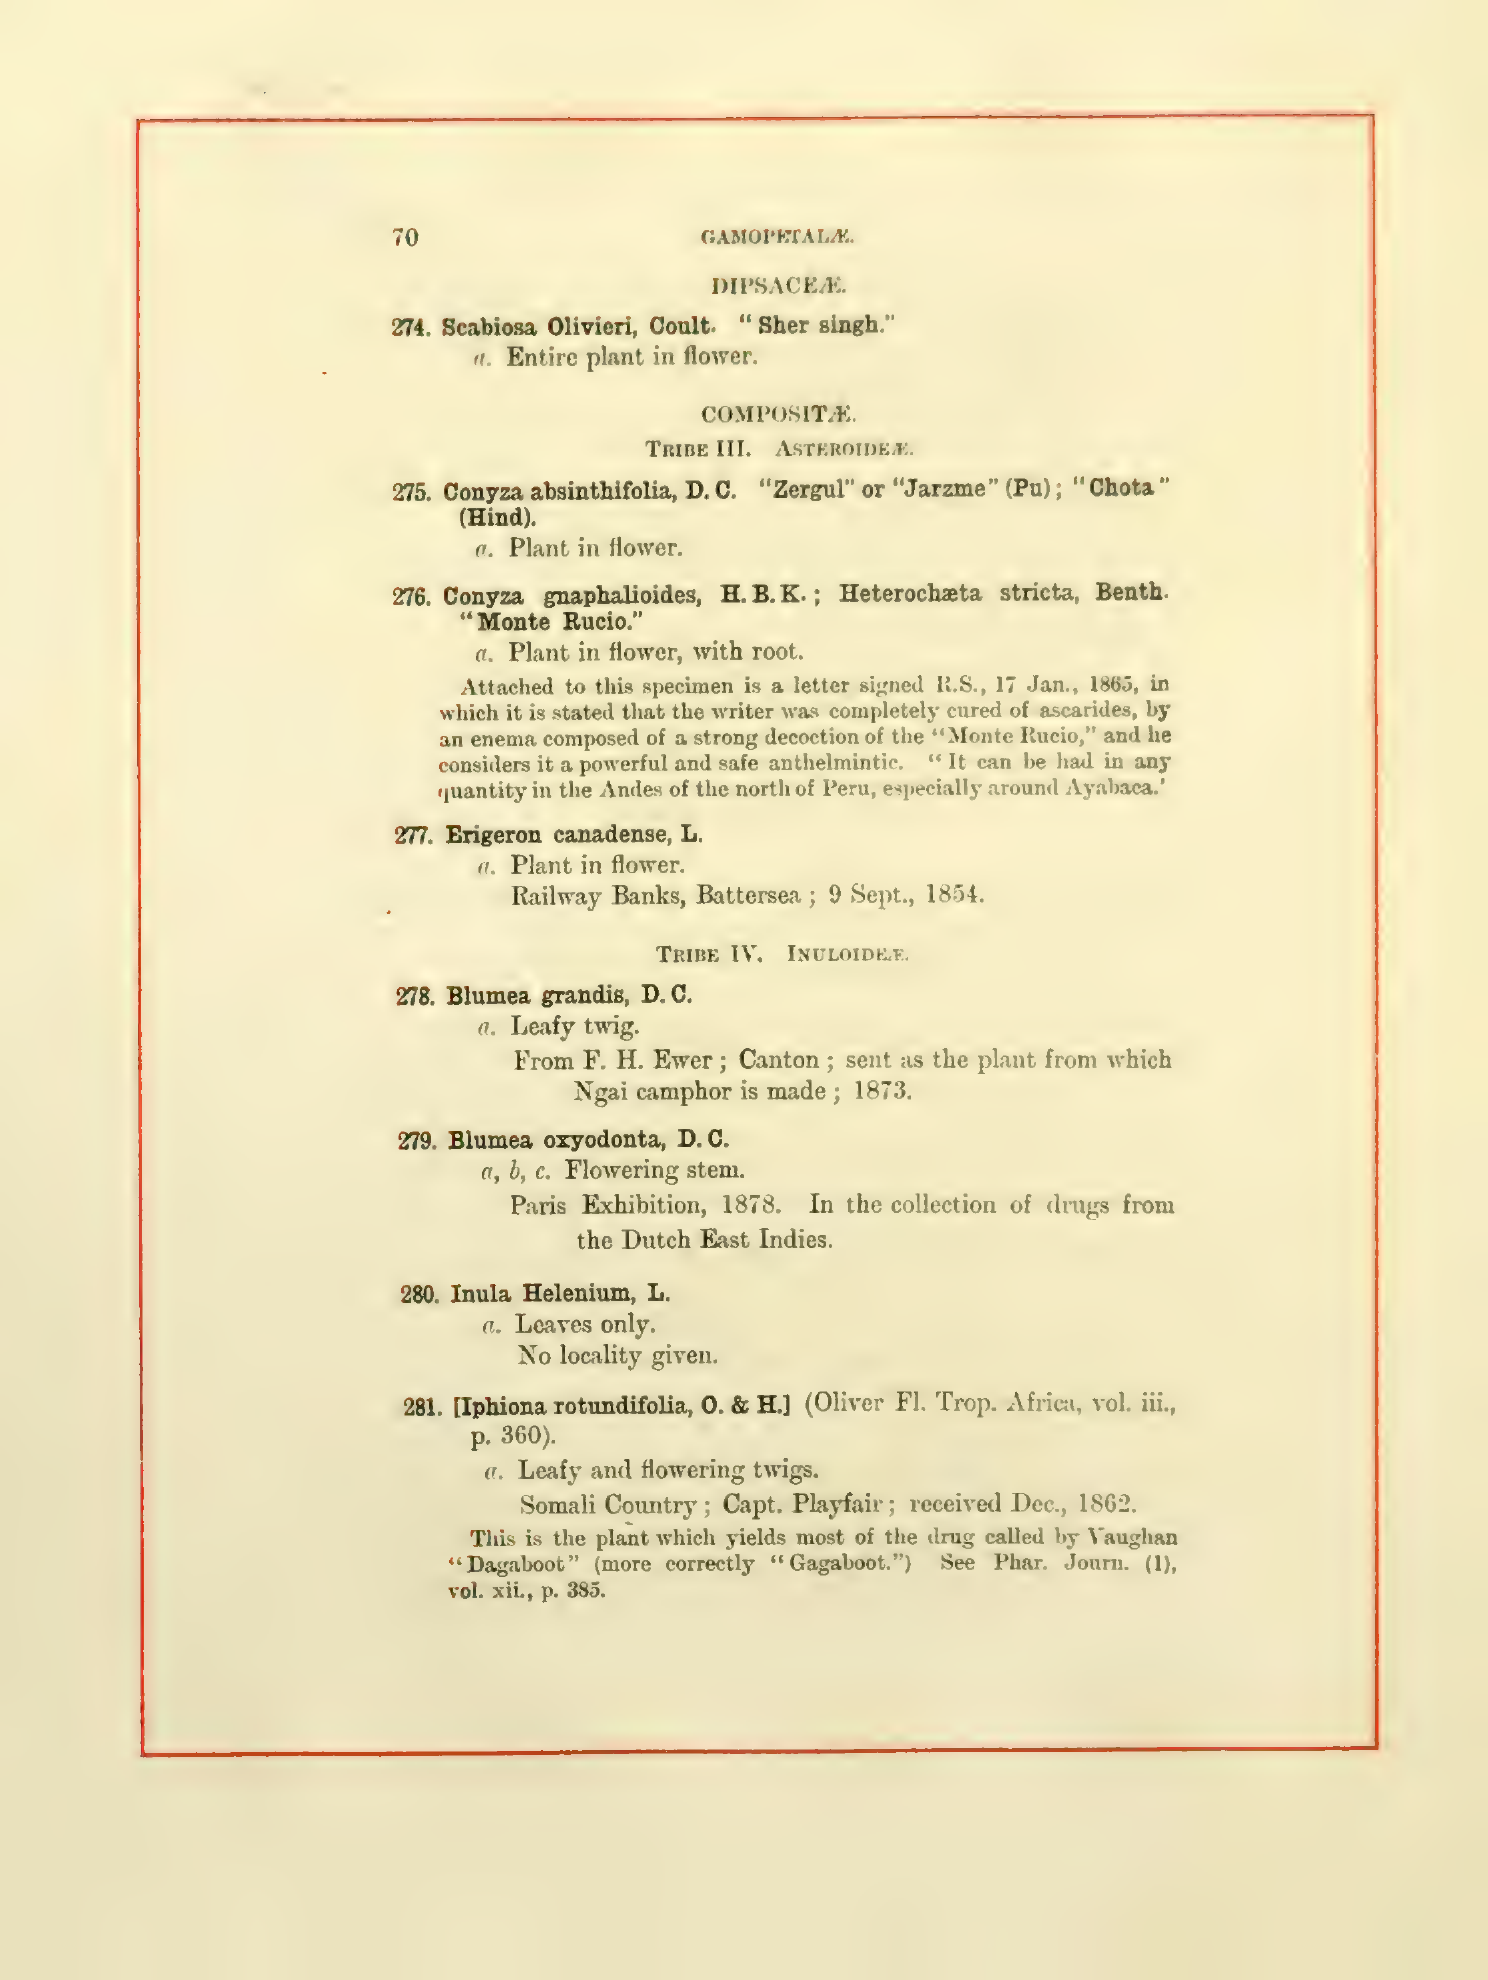 70 GAMOPETALÆ.
DIPSACEÆ.
274. Scabiosa Olivieri, Coult. "Sher singh."
a. Entire plant in flower.
COMPOSITÆ.
TRIBE III. ASTEROIDEÆ.
275. Conyza absinthifolia, D. C. "Zergul" or "Jarzme" (Pu); "Chota"
(Hind).
a. Plant in flower.
276. Conyza gnaphalioides, H. B. K.; Heterochæta stricta, Benth.
"Monte Rucio."
a. Plant in flower, with root.
Attached to this specimen is a letter signed R.S., 17 Jan., 1865, in
which it is stated that the writer was completely cured of ascarides, by
an enema composed of a strong decoction of the "Monte Rucio," and he
considers it a powerful and safe anthelmintic. "It can be had in any
quantity in the Andes of the north of Peru, especially around Ayabaca.'
277. Erigeron canadense, L.
a. Plant in flower.
Railway Banks, Battersea; 9 Sept., 1854.
TRIBE IV. INULOIDEÆ.
278. Blumea grandis, D. C.
a. Leafy twig.
From F. H. Ewer; Canton; sent as the plant from which
Ngai camphor is made; 1873.
279. Blumea oxyodonta, D. C.
a, b, c. Flowering stem.
Paris Exhibition, 1878. In the collection of drugs from
the Dutch East Indies.
280. Inula Helenium, L.
a. Leaves only.
No locality given.
281. [Iphiona rotundifolia, O. & H.] (Oliver Fl. Trop. Africa, vol. iii.,
p. 360).
a. Leafy and flowering twigs.
Somali Country; Capt. Playfair; received Dec., 1862.
This is the plant which yields most of the drug called by Vaughan
"Dagaboot" (more correctly "Gagaboot.") See Phar. Journ. (1),
vol. xii., p. 385.